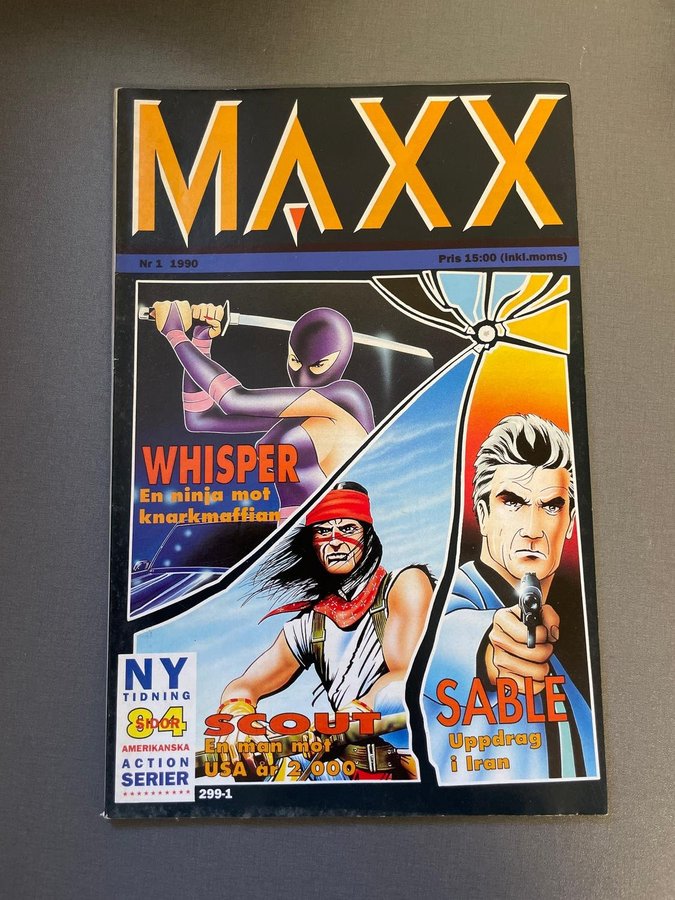 MAXX
Nr 1 1990
Pris 15:00 (inkl.moms)
WHISPER
En ninja mot
knarkmaffian
SCOUT
En man mot
USA år 2 000
SABLE
Uppdrag
i Iran
NY
TIDNING
84
SIDOR
AMERIKANSKA
ACTION
SERIER
299-1